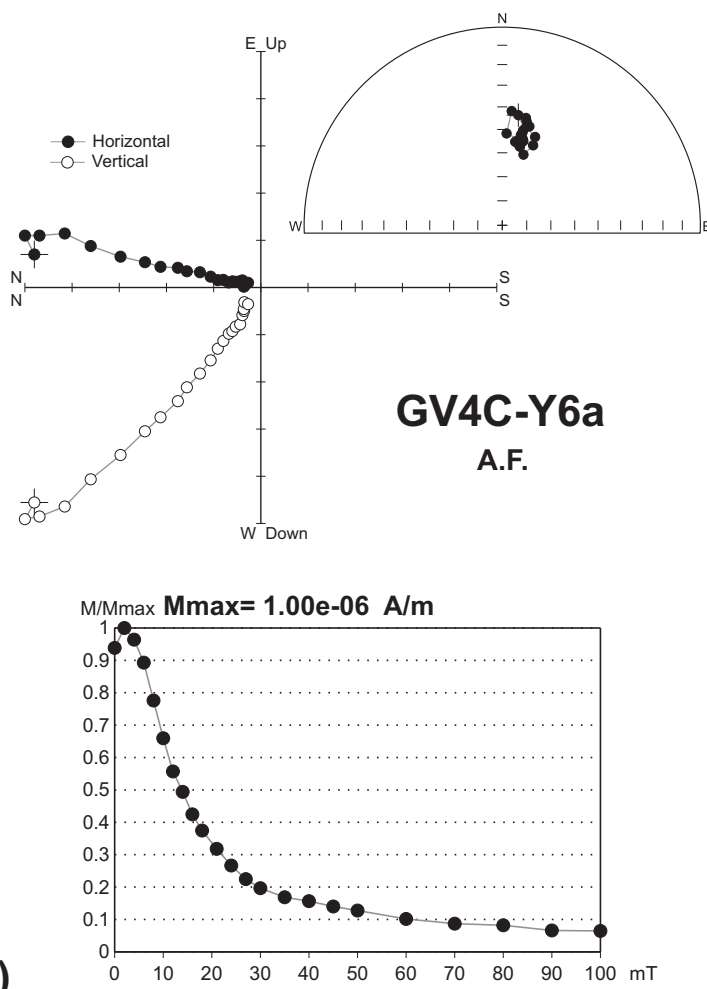 N
E Up
Horizontal
Vertical
W E
N S
N S
GV4C-Y6a
A.F.
W Down
M/Mmax Mmax= 1.00e-06 A/m
1
0.9
0.8
0.7
0.6
0.5
0.4
0.3
0.2
0.1
0
0 10 20 30 40 50 60 70 80 90 100 mT
)